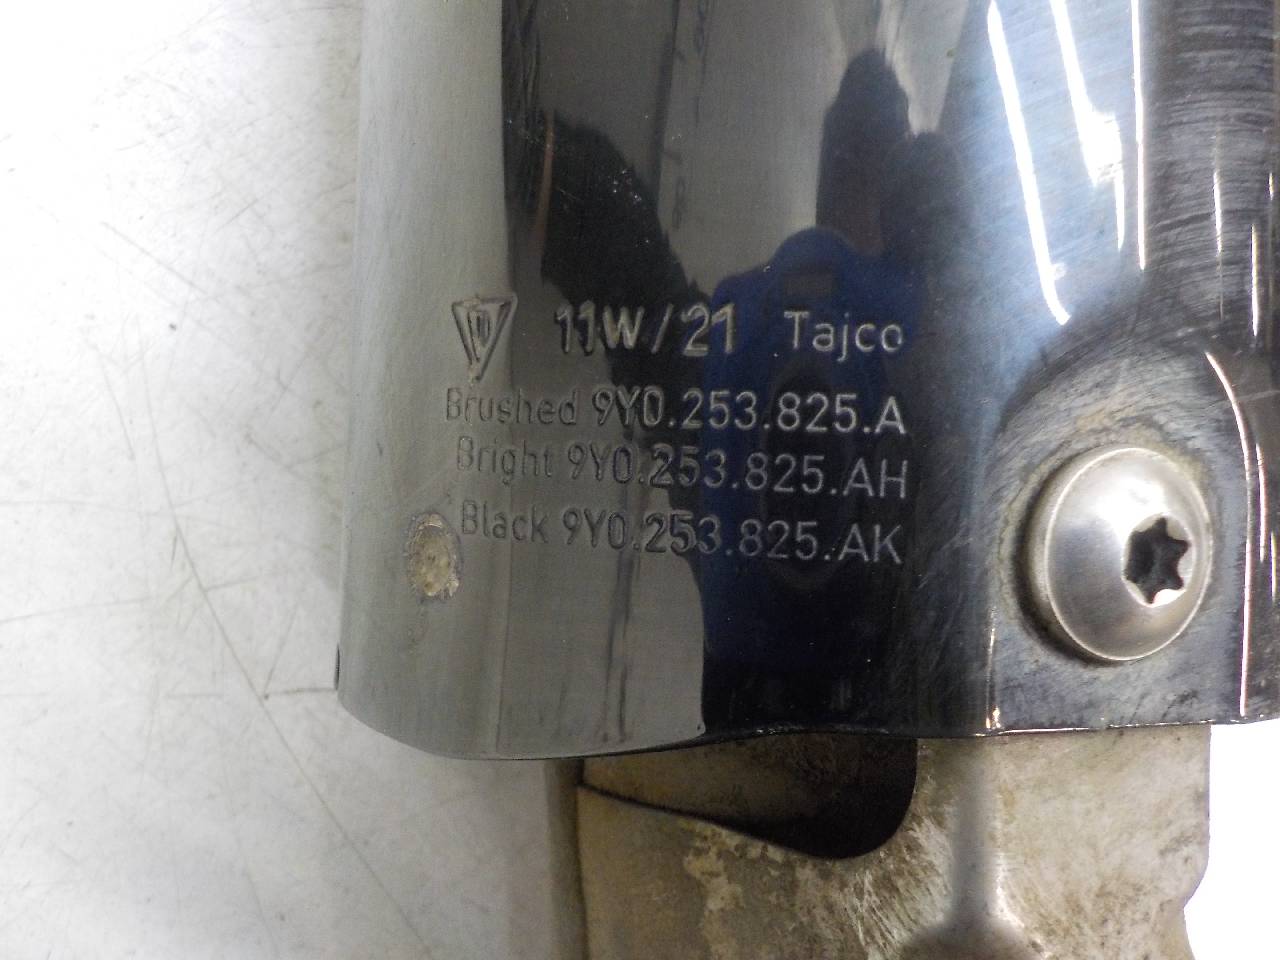 11W/21 Tajco
Brushed 9Y0.253.825.A
Bright 9Y0.253.825.AH
Black 9Y0.253.825.AK